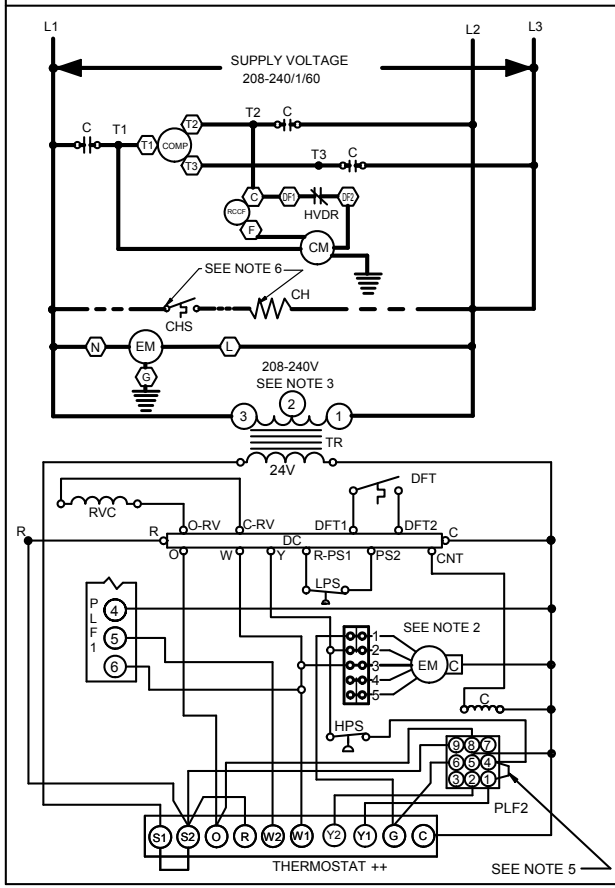 L1
L2
L3
SUPPLY VOLTAGE
208-240/1/60
C
T1
T2
C
T1
COMP
T2
T3
T3
C
C
DF1
HVDR
DF2
RCCF
F
CM
SEE NOTE 6
CH
CHS
N
EM
L
G
208-240V
SEE NOTE 3
3
2
1
TR
24V
DFT
RVC
O-RV
C-RV
DFT1
DFT2
R
R
DC
C
O
W
Y
R-PS1
PS2
CNT
LPS
PLF1
4
5
6
SEE NOTE 2
1
2
3
4
5
EM
C
C
HPS
9
8
7
6
5
4
3
2
1
PLF2
S1
S2
O
R
W2
W1
Y2
Y1
G
C
THERMOSTAT ++
SEE NOTE 5